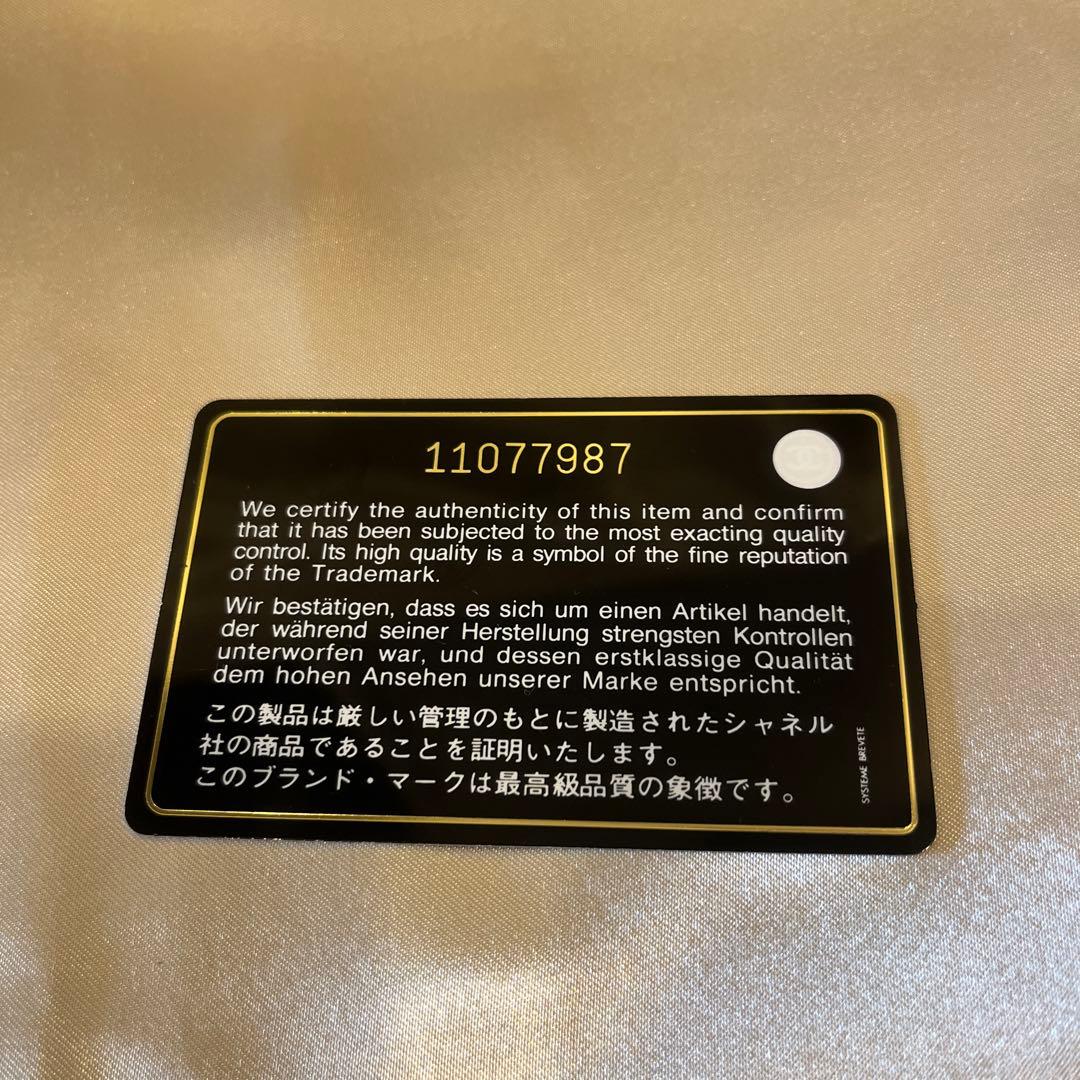 11077987
We certify the authenticity of this item and confirm
that it has been subjected to the most exacting quality
control. Its high quality is a symbol of the fine reputation
of the Trademark.
Wir bestätigen, dass es sich um einen Artikel handelt,
der während seiner Herstellung strengsten Kontrollen
unterworfen war, und dessen erstklassige Qualität
dem hohen Ansehen unserer Marke entspricht.
この製品は厳しい管理のもとに製造されたシャネル
社の商品であることを証明いたします。
このブランド・マークは最高級品質の象徴です。
SYSTEME BREVETE